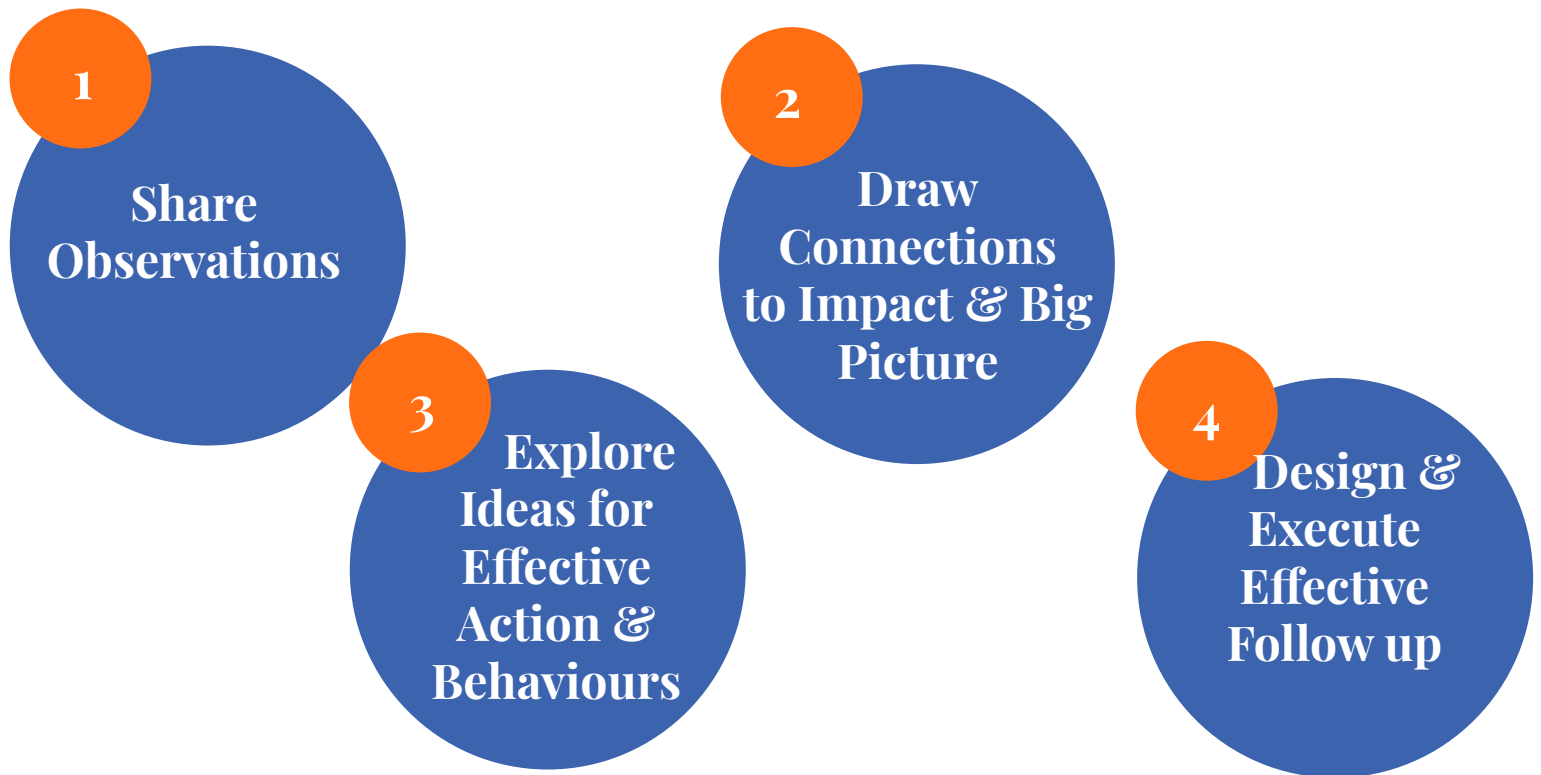 1
Share
Observations
2
Draw
Connections
to Impact & Big
Picture
3
Explore
Ideas for
Effective
Action &
Behaviours
4
Design &
Execute
Effective
Follow up